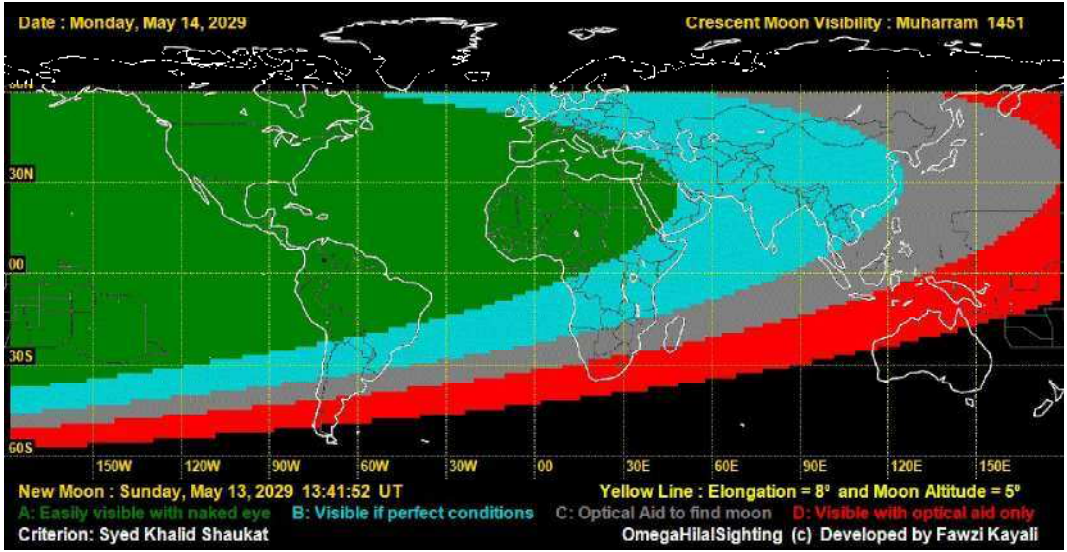 Date : Monday, May 14, 2029
Crescent Moon Visibility : Muharram 1451
60N
30N
00
30S
60S
150W 120W 90W 60W 30W 00 30E 60E 90E 120E 150E
New Moon : Sunday, May 13, 2029 13:41:52 UT
Yellow Line : Elongation = 8º and Moon Altitude = 5º
A: Easily visible with naked eye B: Visible if perfect conditions C: Optical Aid to find moon D: Visible with optical aid only
Criterion: Syed Khalid Shaukat
OmegaHilalSighting (c) Developed by Fawzi Kayali